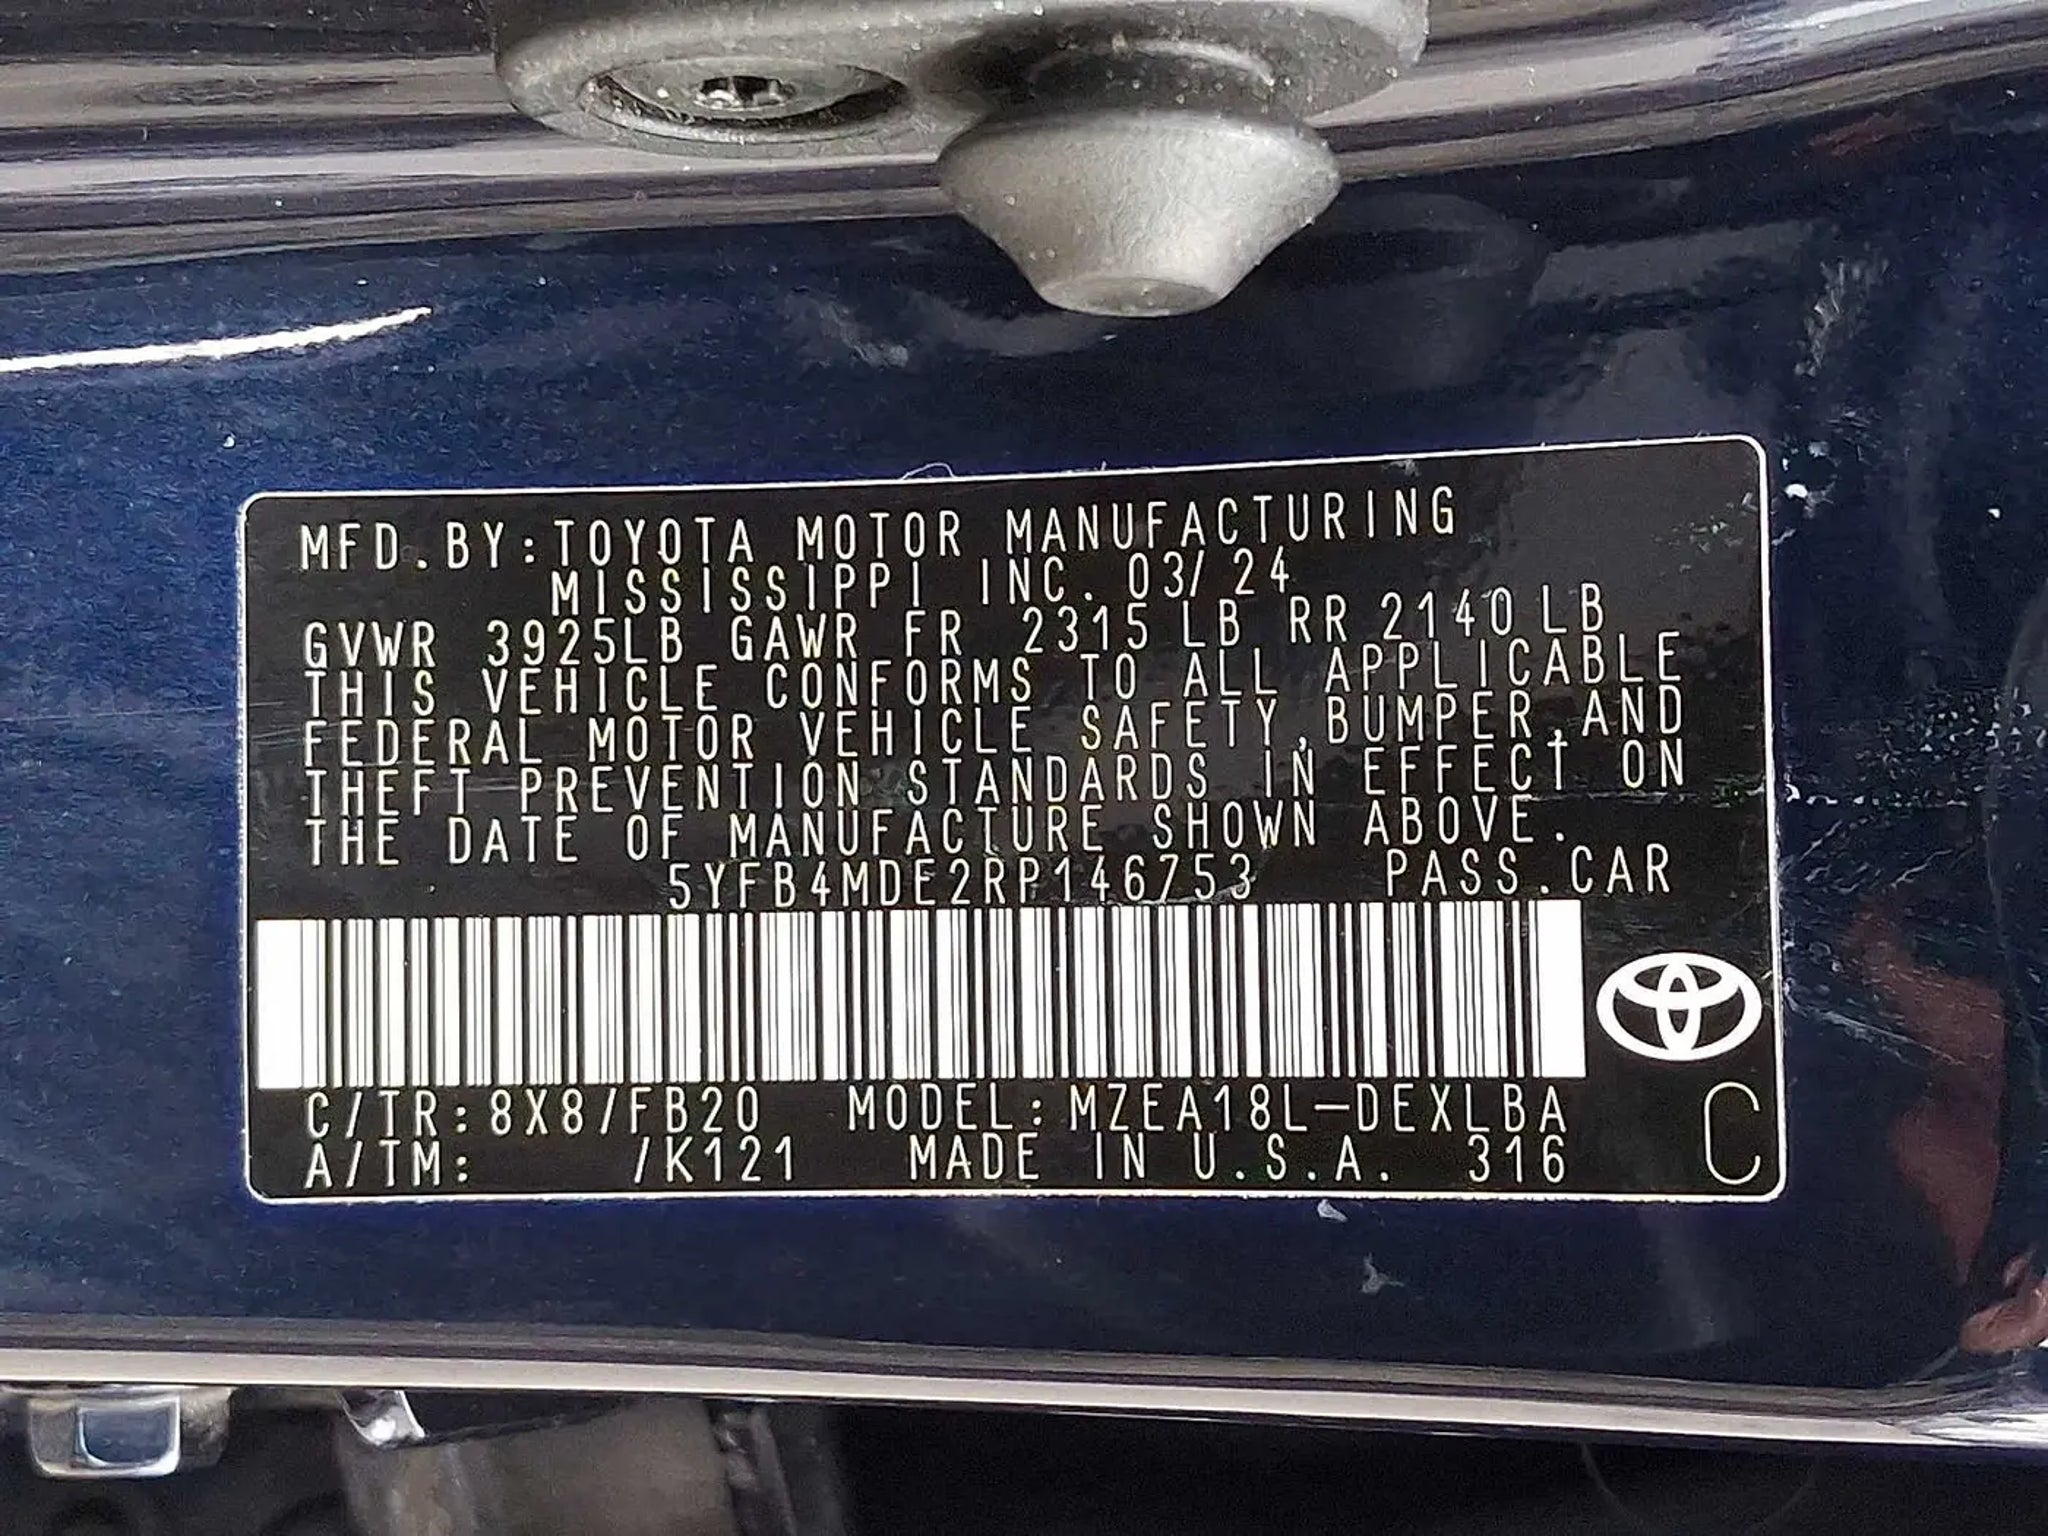 MFD.BY:TOYOTA MOTOR MANUFACTURING
MISSISSIPPI INC. 03/24
GVWR 3925LB GAWR FR 2315 LB RR 2140 LB
THIS VEHICLE CONFORMS TO ALL APPLICABLE
FEDERAL MOTOR VEHICLE SAFETY,BUMPER,AND
THEFT PREVENTION STANDARDS IN EFFECT ON
THE DATE OF MANUFACTURE SHOWN ABOVE.
5YFB4MDE2RP146753 PASS.CAR
C/TR:8X8/FB20 MODEL:MZEA18L-DEXLBA
A/TM: /K121 MADE IN U.S.A. 316
C